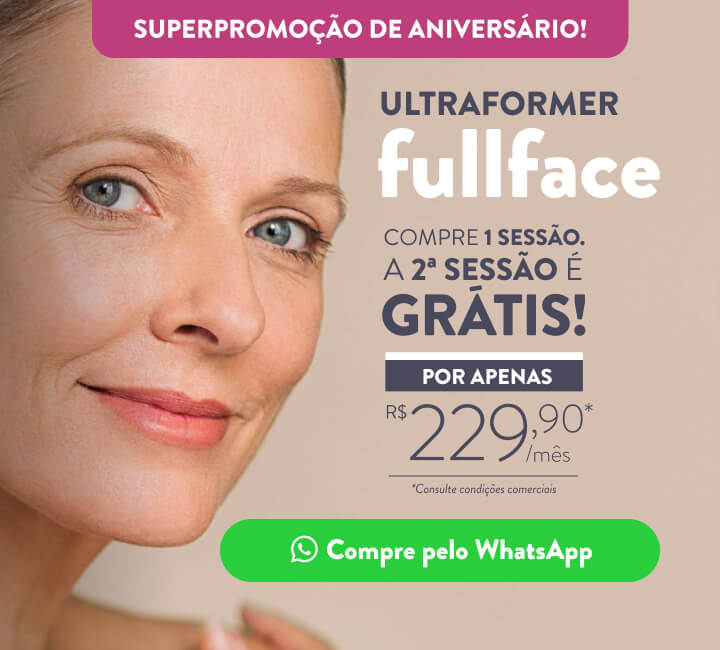 SUPERPROMOÇÃO DE ANIVERSÁRIO!
ULTRAFORMER
fullface
COMPRE 1 SESSÃO.
A 2ª SESSÃO É
GRÁTIS!
POR APENAS
R$ 229,90*
/mês
*Consulte condições comerciais
Compre pelo WhatsApp